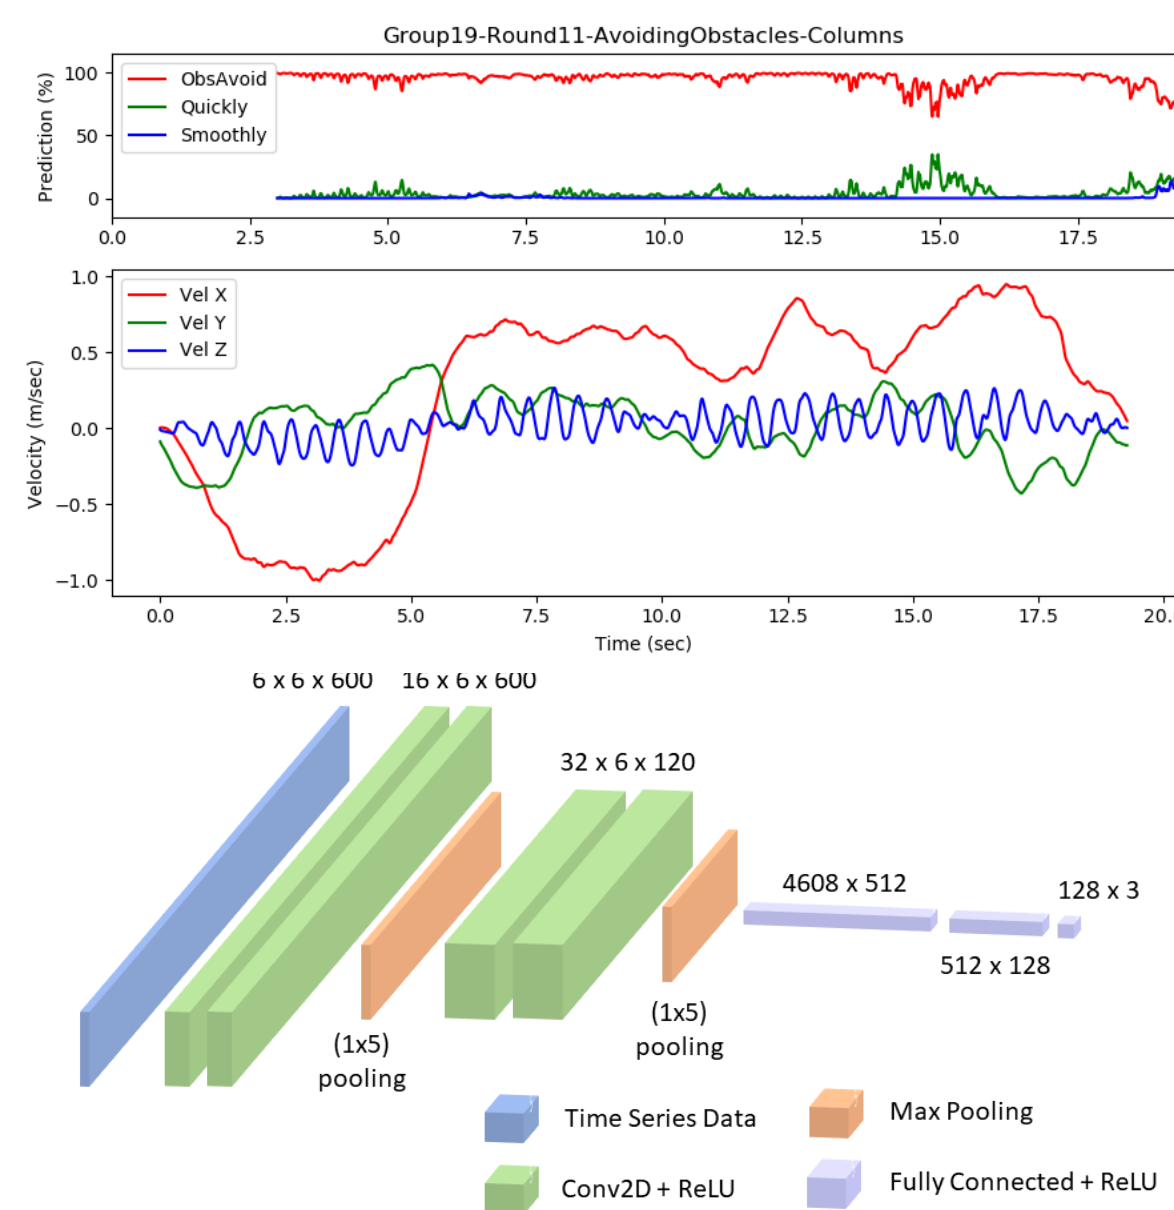 Group19-Round11-AvoidingObstacles-Columns
Prediction (%)
100
50
0
ObsAvoid
Quickly
Smoothly
0.0 2.5 5.0 7.5 10.0 12.5 15.0 17.5
Velocity (m/sec)
1.0
0.5
0.0
−0.5
−1.0
Vel X
Vel Y
Vel Z
0.0 2.5 5.0 7.5 10.0 12.5 15.0 17.5 20.
Time (sec)
6 x 6 x 600 16 x 6 x 600
32 x 6 x 120
4608 x 512
128 x 3
512 x 128
(1x5)
pooling
(1x5)
pooling
Time Series Data
Max Pooling
Conv2D + ReLU
Fully Connected + ReLU